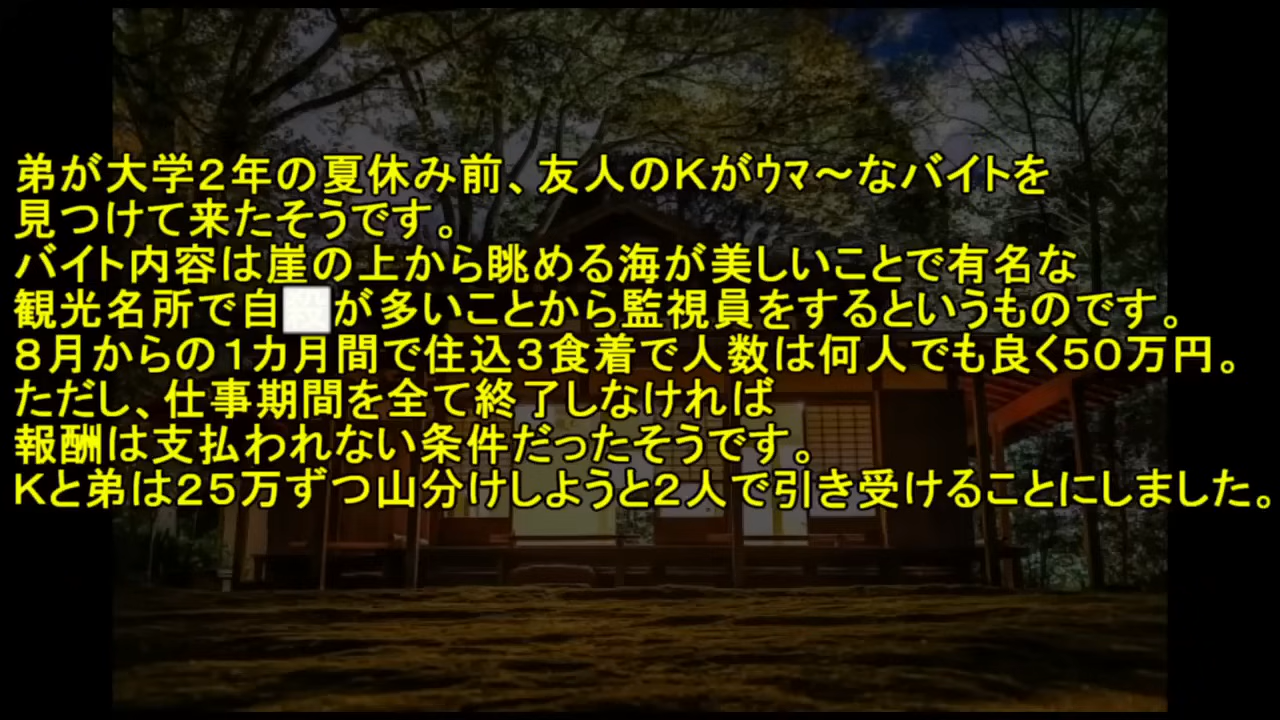 弟が大学２年の夏休み前、友人のＫがｳﾏ～なバイトを
見つけて来たそうです。
バイト内容は崖の上から眺める海が美しいことで有名な
観光名所で自が多いことから監視員をするというものです。
８月からの１カ月間で住込３食着で人数は何人でも良く５０万円。
ただし、仕事期間を全て終了しなければ
報酬は支払われない条件だったそうです。
Ｋと弟は２５万ずつ山分けしようと２人で引き受けることにしました。